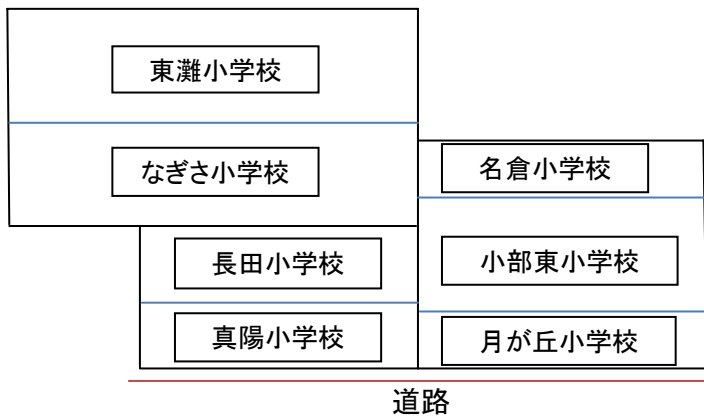 東灘小学校
なぎさ小学校
名倉小学校
長田小学校
小部東小学校
真陽小学校
月が丘小学校
道路